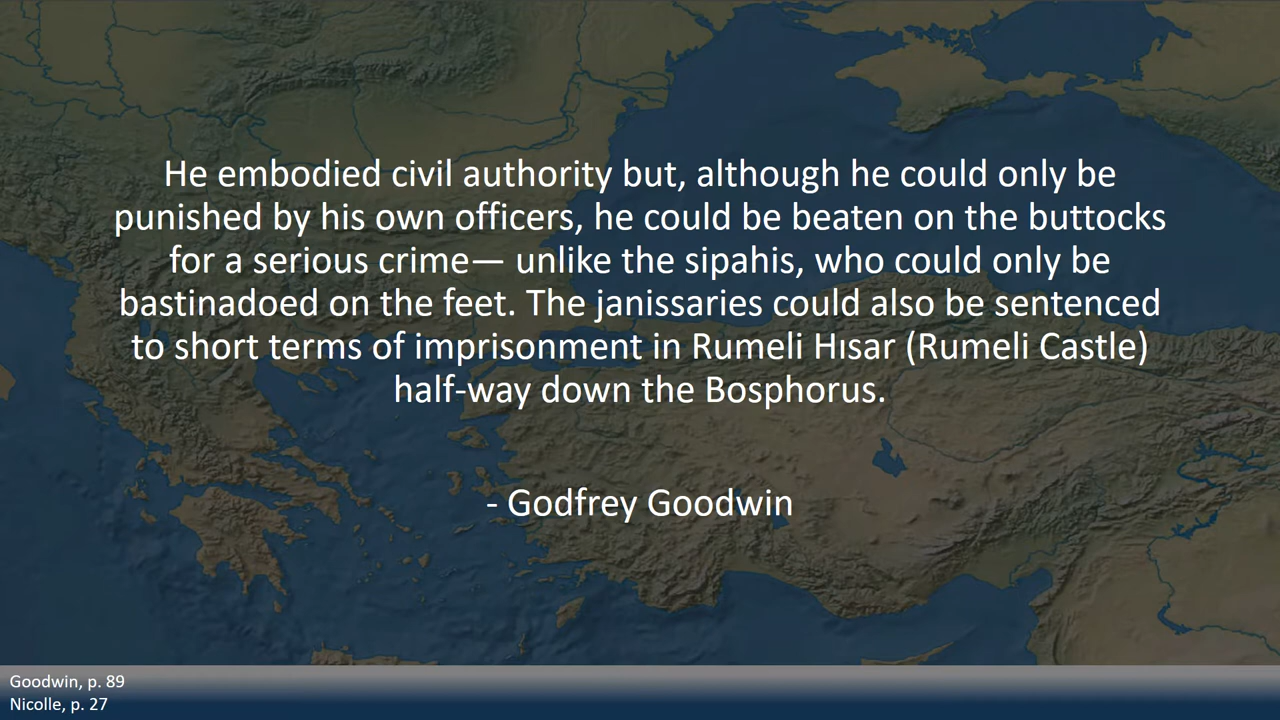 He embodied civil authority but, although he could only be
punished by his own officers, he could be beaten on the buttocks
for a serious crime— unlike the sipahis, who could only be
bastinadoed on the feet. The janissaries could also be sentenced
to short terms of imprisonment in Rumeli Hısar (Rumeli Castle)
half-way down the Bosphorus.
- Godfrey Goodwin
Goodwin, p. 89
Nicolle, p. 27